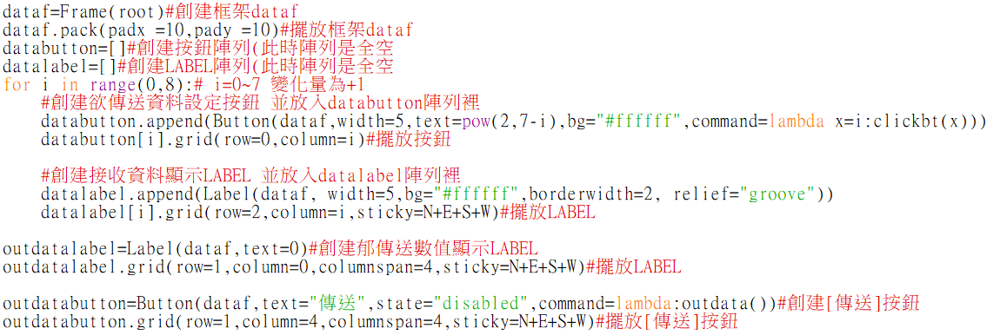 dataf=Frame(root)#創建框架dataf
dataf.pack(padx =10,pady =10)#擺放框架dataf
databutton=[]#創建按鈕陣列(此時陣列是全空
datalabel=[]#創建LABEL陣列(此時陣列是全空
for i in range(0,8):# i=0~7 變化量為+1
    #創建欲傳送資料設定按鈕 並放入databutton陣列裡
    databutton.append(Button(dataf,width=5,text=pow(2,7-i),bg="#ffffff",command=lambda x=i:clickbt(x)))
    databutton[i].grid(row=0,column=i)#擺放按鈕
    #創建接收資料顯示LABEL 並放入datalabel陣列裡
    datalabel.append(Label(dataf, width=5,bg="#ffffff",borderwidth=2, relief="groove"))
    datalabel[i].grid(row=2,column=i,sticky=N+E+S+W)#擺放LABEL
outdatalabel=Label(dataf,text=0)#創建郁傳送數值顯示LABEL
outdatalabel.grid(row=1,column=0,columnspan=4,sticky=N+E+S+W)#擺放LABEL
outdatabutton=Button(dataf,text="傳送",state="disabled",command=lambda:outdata())#創建[傳送]按鈕
outdatabutton.grid(row=1,column=4,columnspan=4,sticky=N+E+S+W)#擺放[傳送]按鈕